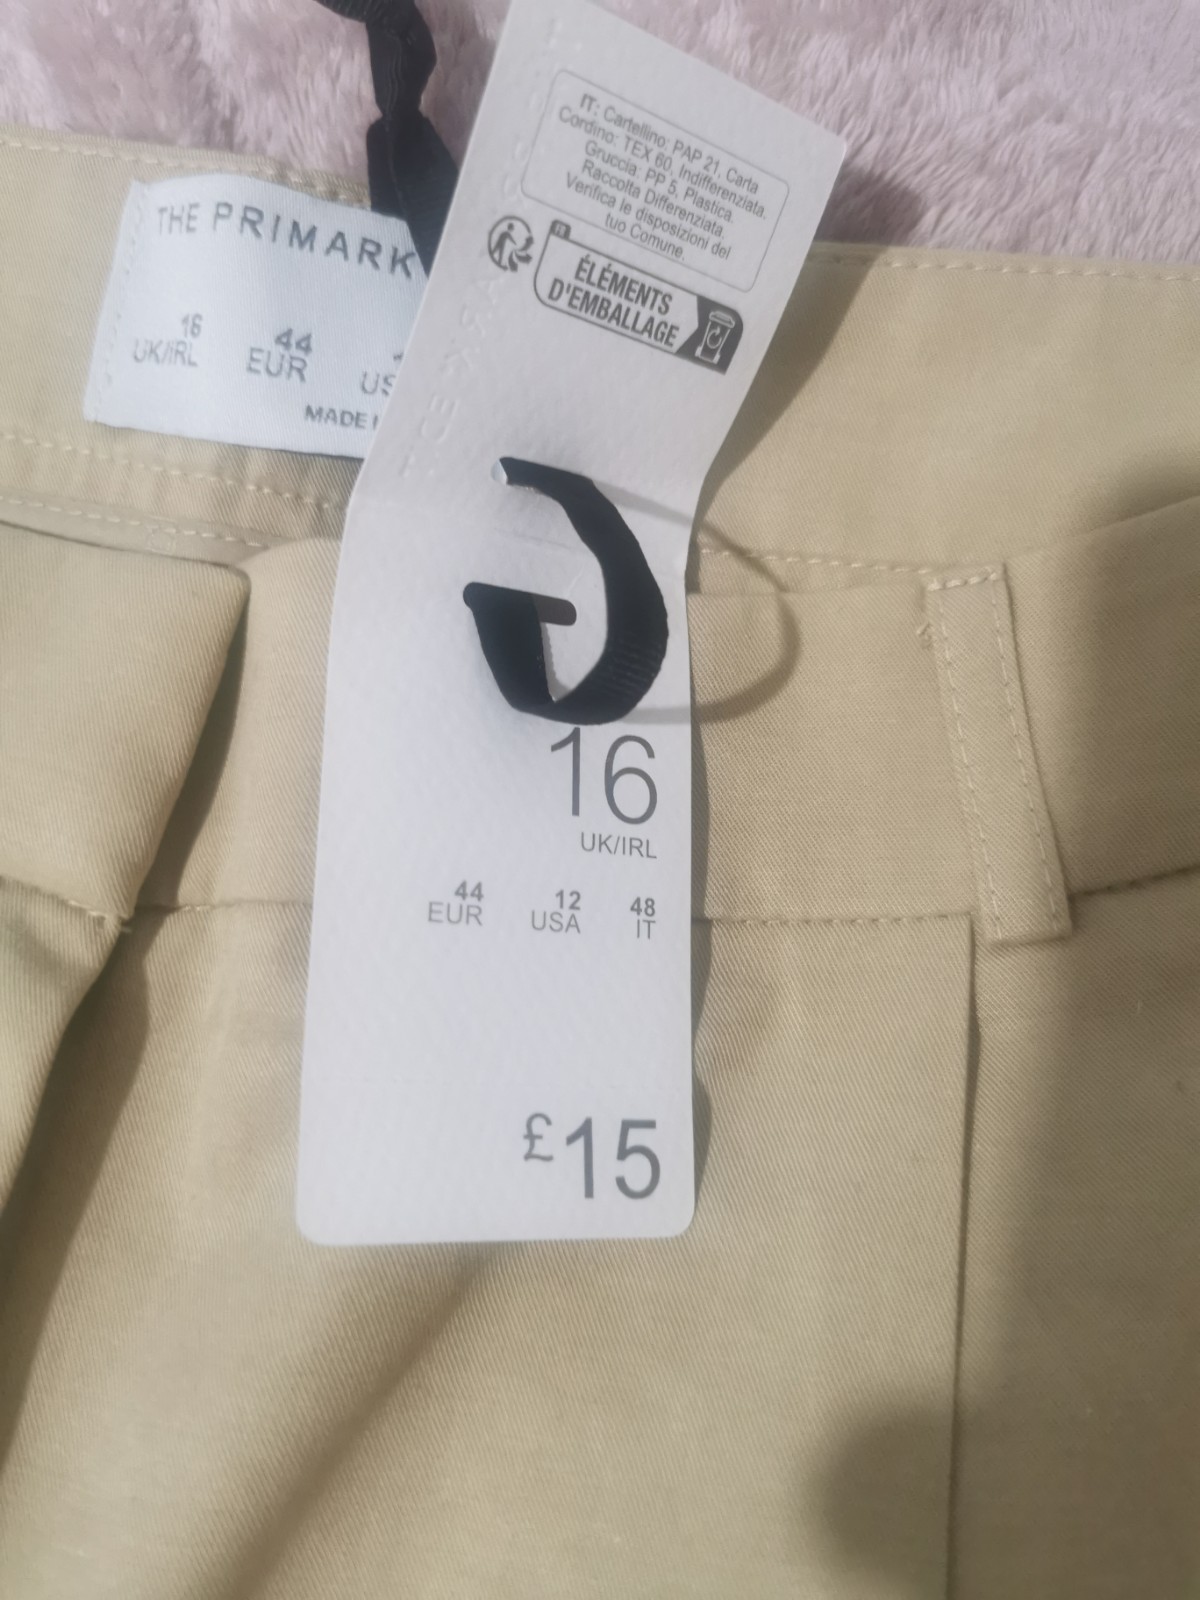 THE PRIMARK
16
UK/IRL
44
EUR
US
MADE
IT: Cartellino: PAP 21, Carta
Cordino: TEX 60, Indifferenziata.
Gruccia: PP 5, Plastica.
Raccolta Differenziata.
Verifica le disposizioni del
tuo Comune.
FR
ÉLÉMENTS
D'EMBALLAGE
16
UK/IRL
44
EUR
12
USA
48
IT
£15